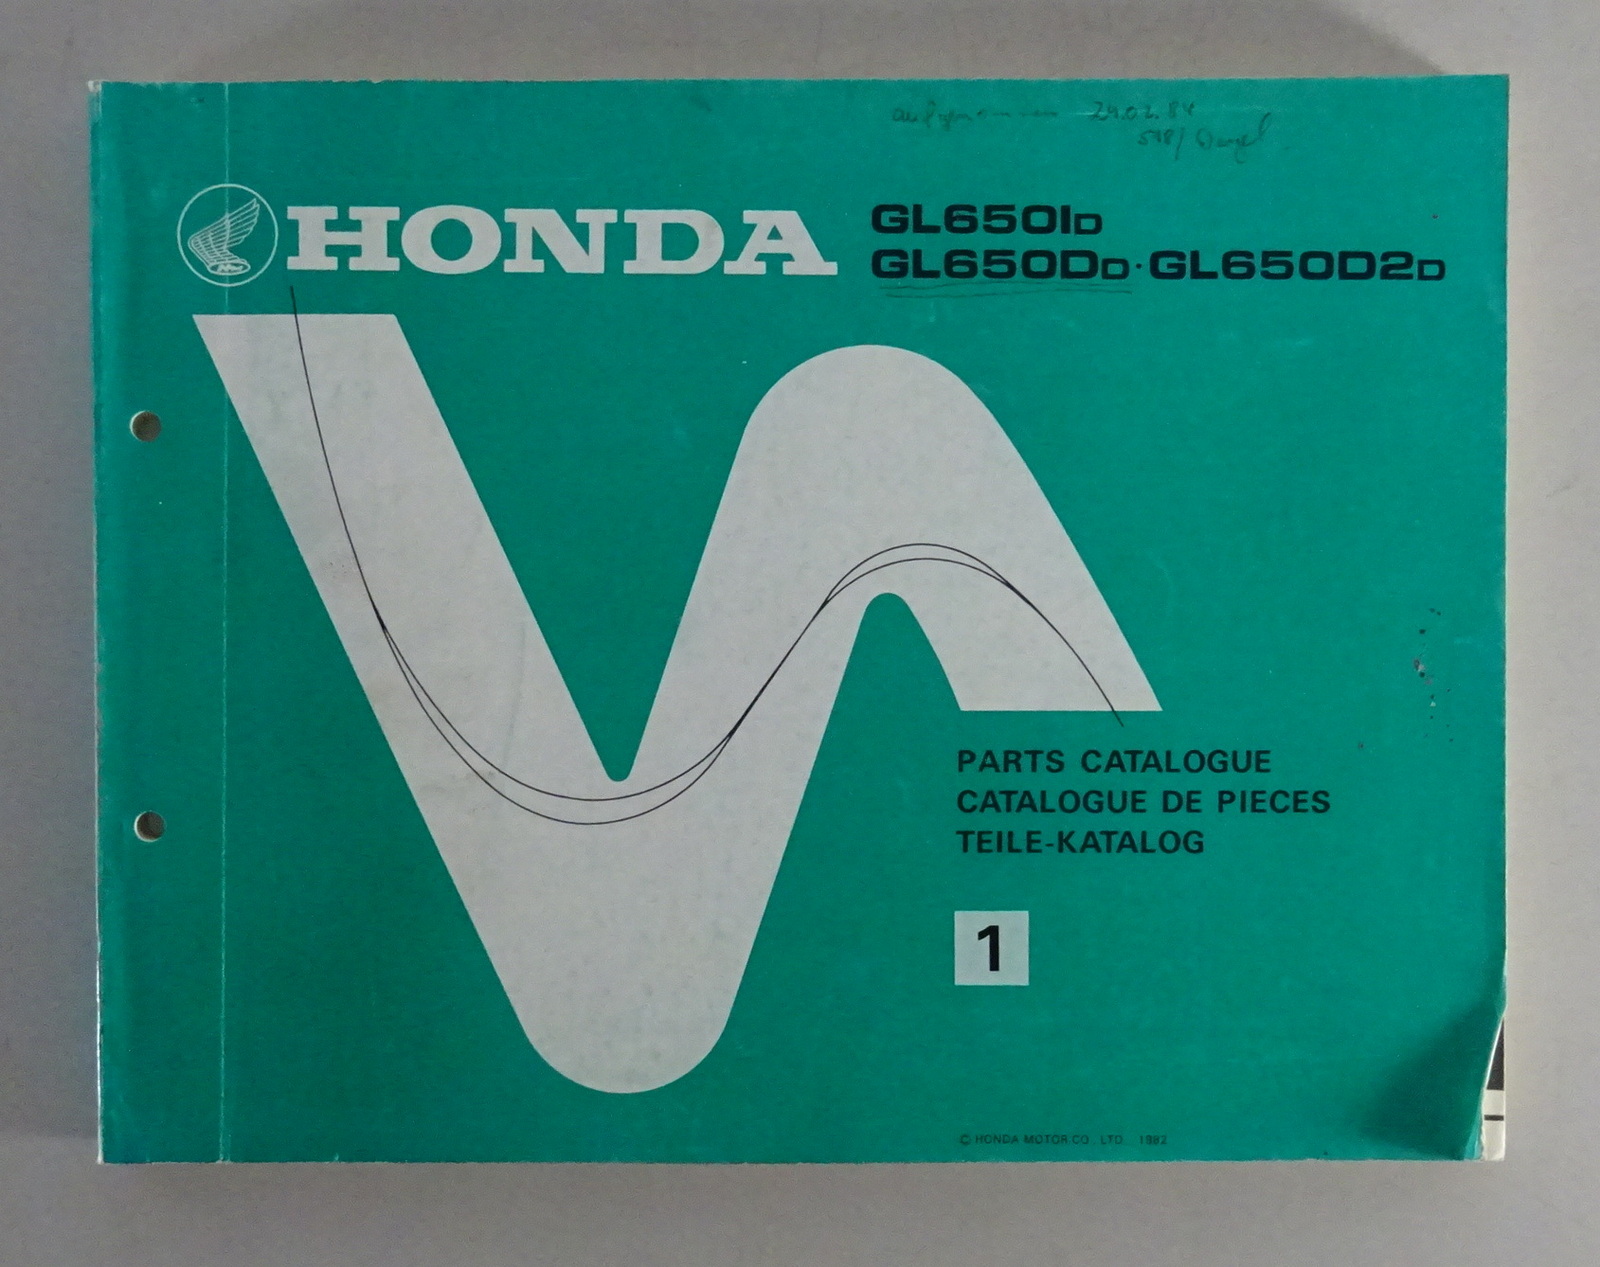 aufgenommen 29.02.84
HONDA
GL650ID
GL650DD·GL650D2D
PARTS CATALOGUE
CATALOGUE DE PIECES
TEILE-KATALOG
1
© HONDA MOTOR CO., LTD. 1982